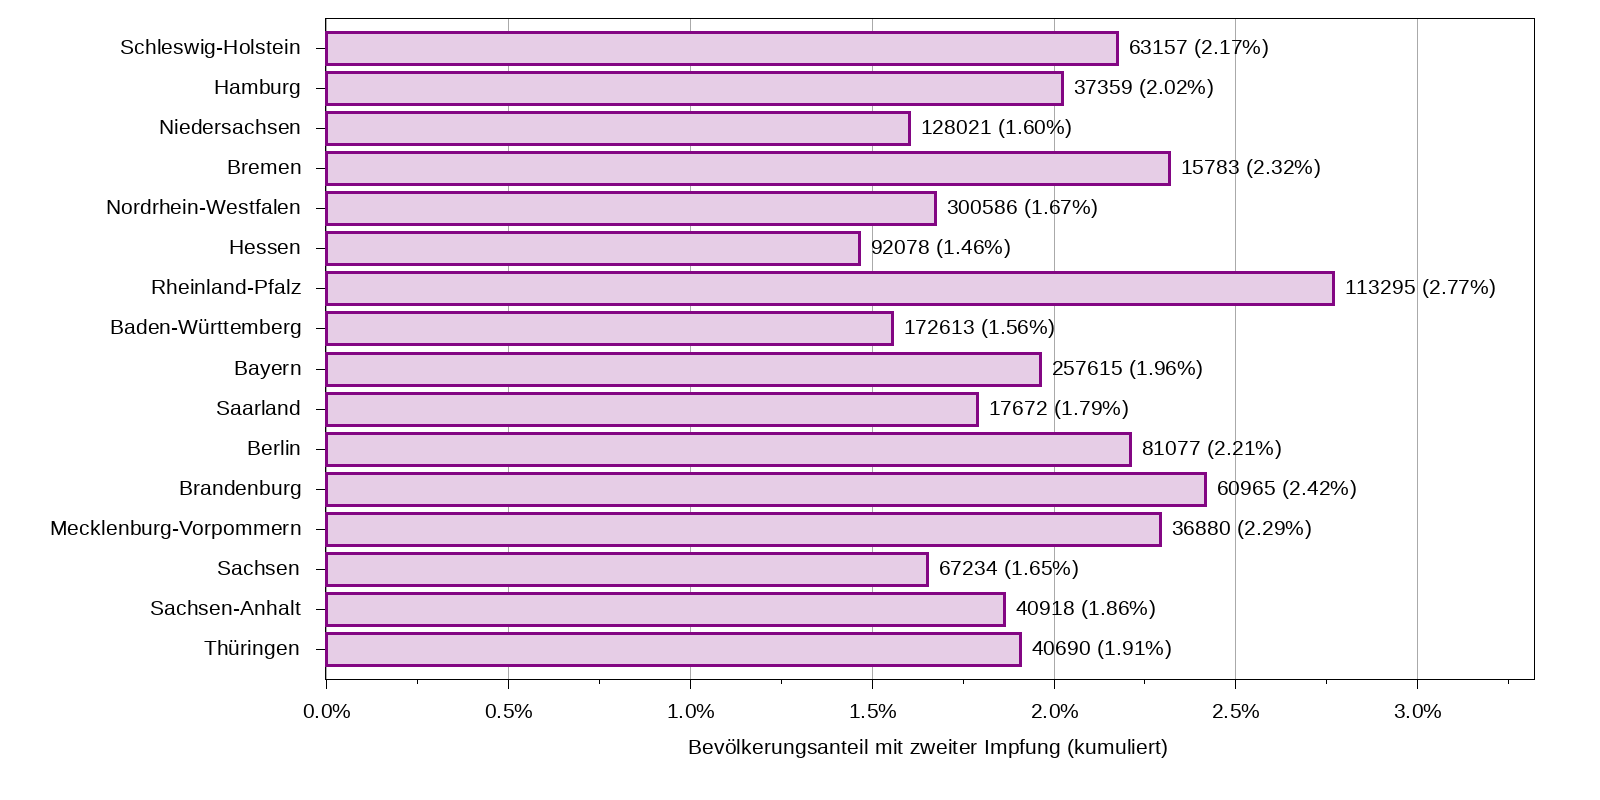 Schleswig-Holstein 63157 (2.17%)
Hamburg 37359 (2.02%)
Niedersachsen 128021 (1.60%)
Bremen 15783 (2.32%)
Nordrhein-Westfalen 300586 (1.67%)
Hessen 92078 (1.46%)
Rheinland-Pfalz 113295 (2.77%)
Baden-Württemberg 172613 (1.56%)
Bayern 257615 (1.96%)
Saarland 17672 (1.79%)
Berlin 81077 (2.21%)
Brandenburg 60965 (2.42%)
Mecklenburg-Vorpommern 36880 (2.29%)
Sachsen 67234 (1.65%)
Sachsen-Anhalt 40918 (1.86%)
Thüringen 40690 (1.91%)
0.0% 0.5% 1.0% 1.5% 2.0% 2.5% 3.0%
Bevölkerungsanteil mit zweiter Impfung (kumuliert)